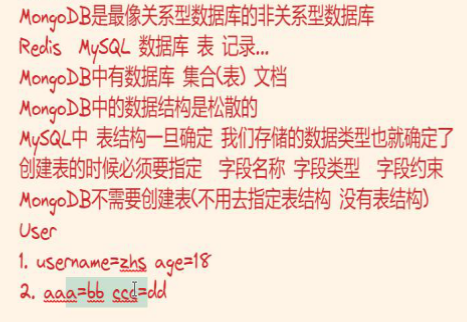 MongoDB是最像关系型数据库的非关系型数据库
Redis MySQL 数据库 表 记录...
MongoDB中有数据库 集合(表) 文档
MongoDB中的数据结构是松散的
MySQL中 表结构一旦确定 我们存储的数据类型也就确定了
创建表的时候必须要指定 字段名称 字段类型 字段约束
MongoDB不需要创建表(不用去指定表结构 没有表结构)
User
1. username=zhs age=18
2. aaa=bb ccc=dd